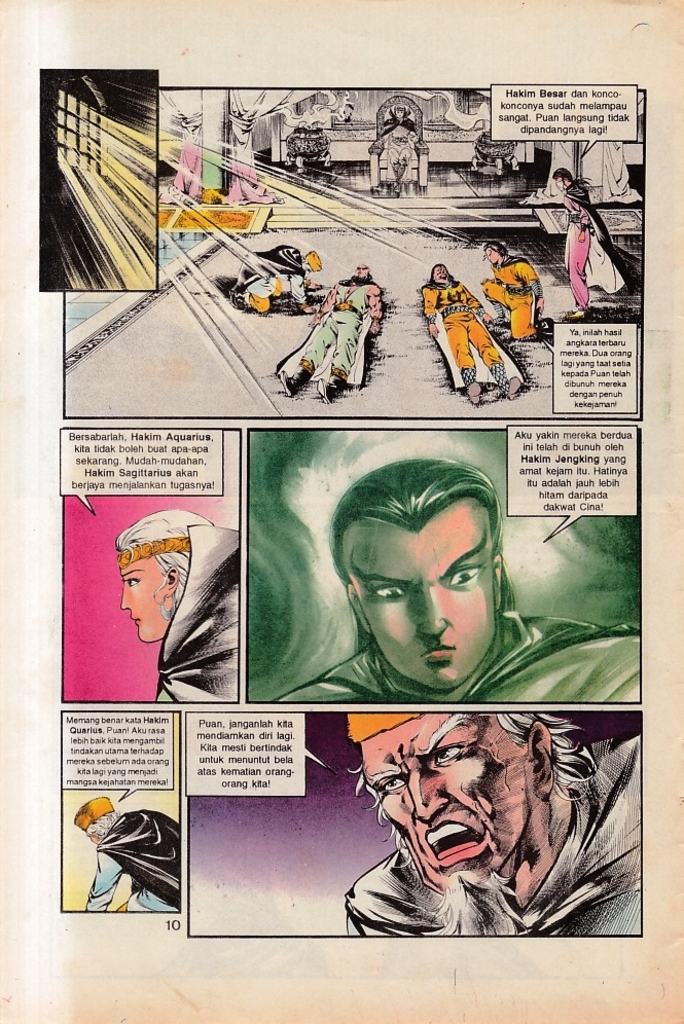 Hakim Besar dan konco-
konconya sudah melampau
sangat. Puan langsung tidak
dipandangnya lagi!
Ya, inilah hasil
angkara terbaru
mereka. Dua orang
lagi yang taat setia
kepada Puan telah
dibunuh mereka
dengan penuh
kekejaman!
Bersabarlah, Hakim Aquarius,
kita tidak boleh buat apa-apa
sekarang. Mudah-mudahan,
Hakim Sagittarius akan
berjaya menjalankan tugasnya!
Aku yakin mereka berdua
ini telah di bunuh oleh
Hakim Jengking yang
amat kejam itu. Hatinya
itu adalah jauh lebih
hitam daripada
dakwat Cina!
Memang benar kata Hakim
Quarius, Puan! Aku rasa
lebih baik kita mengambil
tindakan utama terhadap
mereka sebelum ada orang
kita lagi yang menjadi
mangsa kejahatan mereka!
Puan, janganlah kita
mendiamkan diri lagi.
Kita mesti bertindak
untuk menuntut bela
atas kematian orang-
orang kita!
10